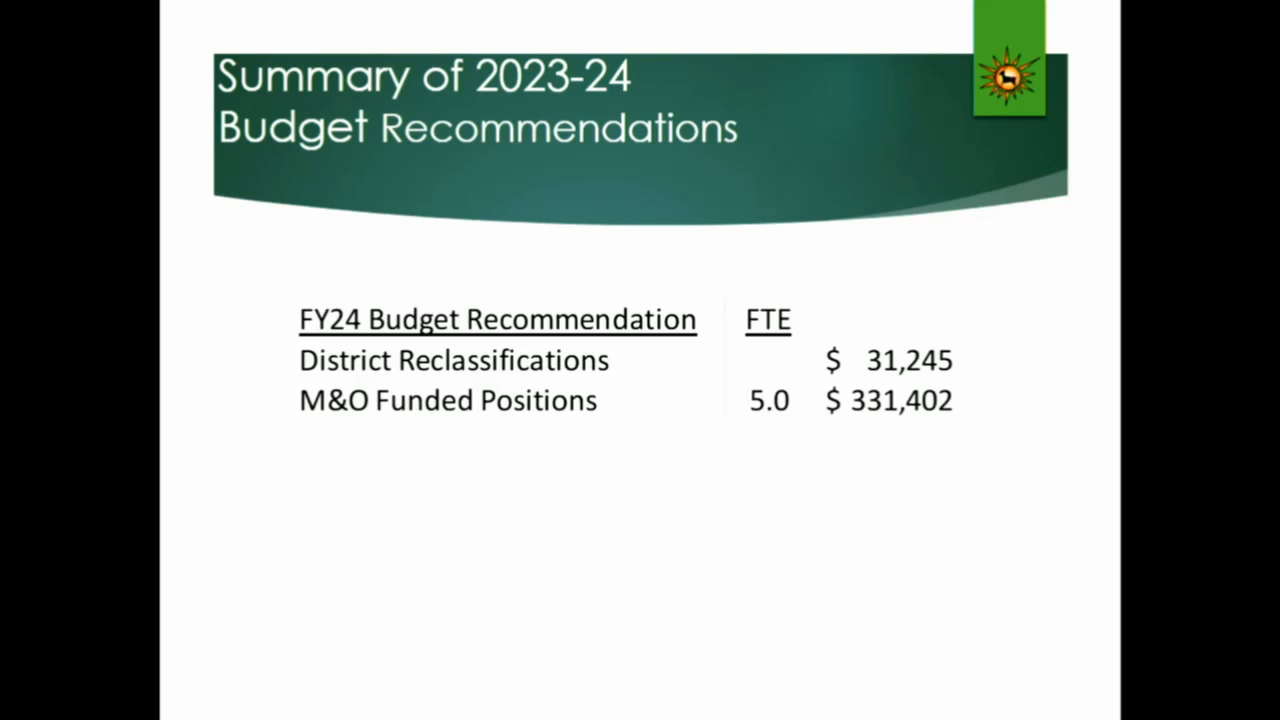 Summary of 2023-24
Budget Recommendations
FY24 Budget Recommendation FTE
District Reclassifications $ 31,245
M&O Funded Positions 5.0 $ 331,402